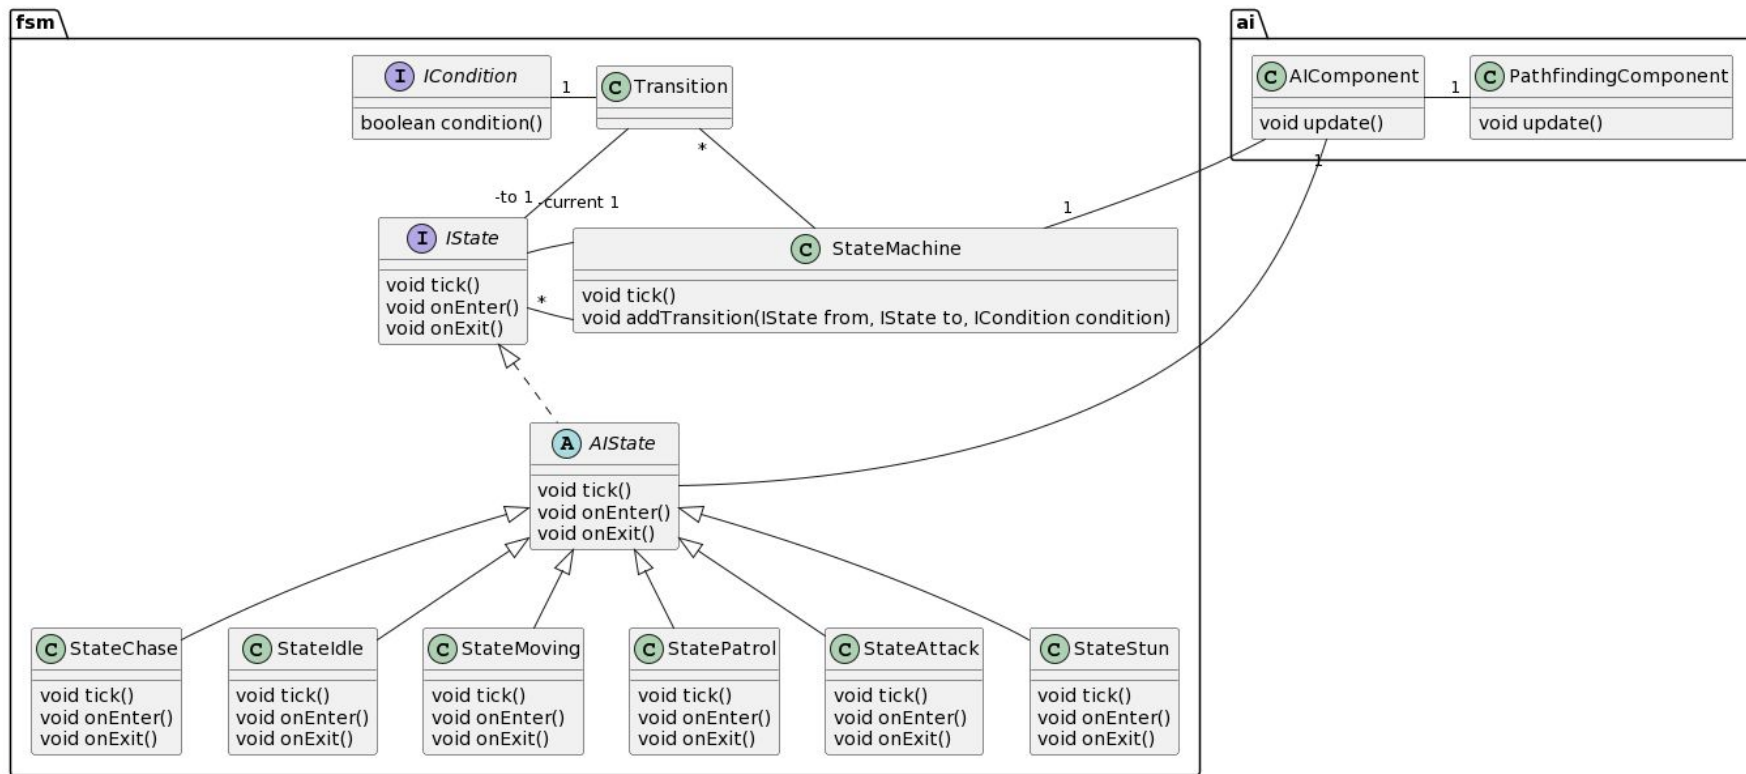 fsm
ai
I ICondition
boolean condition()
1
C Transition
C AIComponent
void update()
1
C PathfindingComponent
void update()
*
1
-to 1
-current 1
1
I IState
void tick()
void onEnter()
void onExit()
*
C StateMachine
void tick()
void addTransition(IState from, IState to, ICondition condition)
A AIState
void tick()
void onEnter()
void onExit()
C StateChase
void tick()
void onEnter()
void onExit()
C StateIdle
void tick()
void onEnter()
void onExit()
C StateMoving
void tick()
void onEnter()
void onExit()
C StatePatrol
void tick()
void onEnter()
void onExit()
C StateAttack
void tick()
void onEnter()
void onExit()
C StateStun
void tick()
void onEnter()
void onExit()